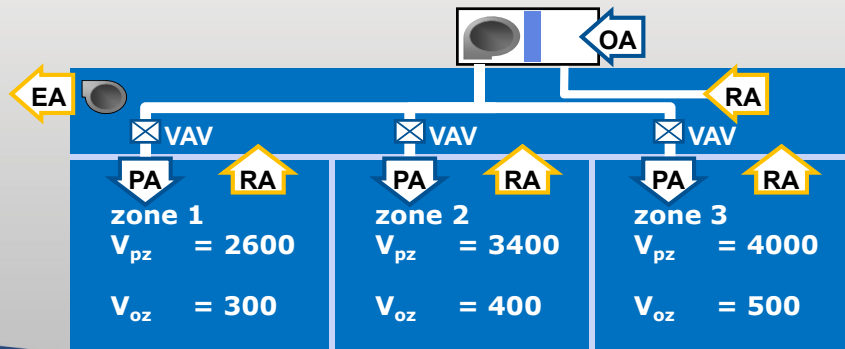 OA
EA
RA
VAV VAV VAV
PA RA PA RA PA RA
zone 1 zone 2 zone 3
Vpz = 2600 Vpz = 3400 Vpz = 4000
Voz = 300 Voz = 400 Voz = 500